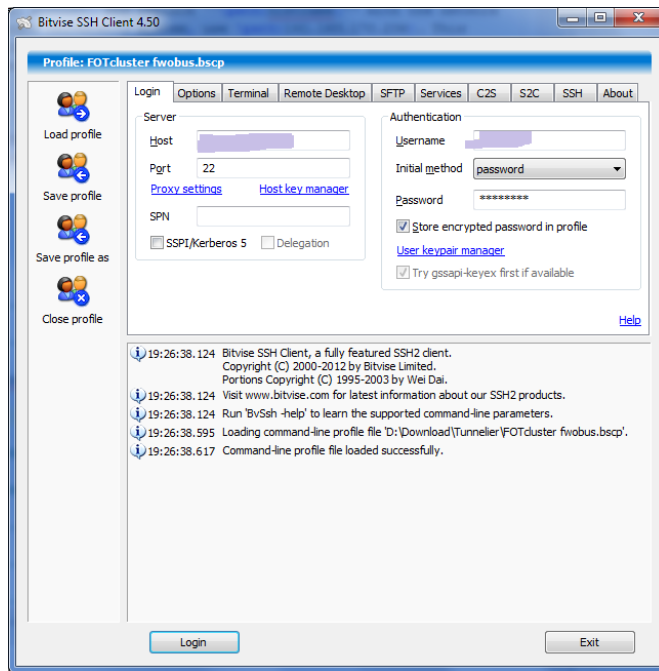 Bitvise SSH Client 4.50
Profile: FOTcluster fwobus.bscp
Load profile
Save profile
Save profile as
Close profile
Login Options Terminal Remote Desktop SFTP Services C2S S2C SSH About
Server
Host
Port 22
Proxy settings Host key manager
SPN
SSPI/Kerberos 5 Delegation
Authentication
Username
Initial method password
Password ********
Store encrypted password in profile
User keypair manager
Try gssapi-keyex first if available
Help
19:26:38.124 Bitvise SSH Client, a fully featured SSH2 client.
Copyright (C) 2000-2012 by Bitvise Limited.
Portions Copyright (C) 1995-2003 by Wei Dai.
19:26:38.124 Visit www.bitvise.com for latest information about our SSH2 products.
19:26:38.124 Run 'BvSsh -help' to learn the supported command-line parameters.
19:26:38.595 Loading command-line profile file 'D:\Download\Tunnelier\FOTcluster fwobus.bscp'.
19:26:38.617 Command-line profile file loaded successfully.
Login Exit